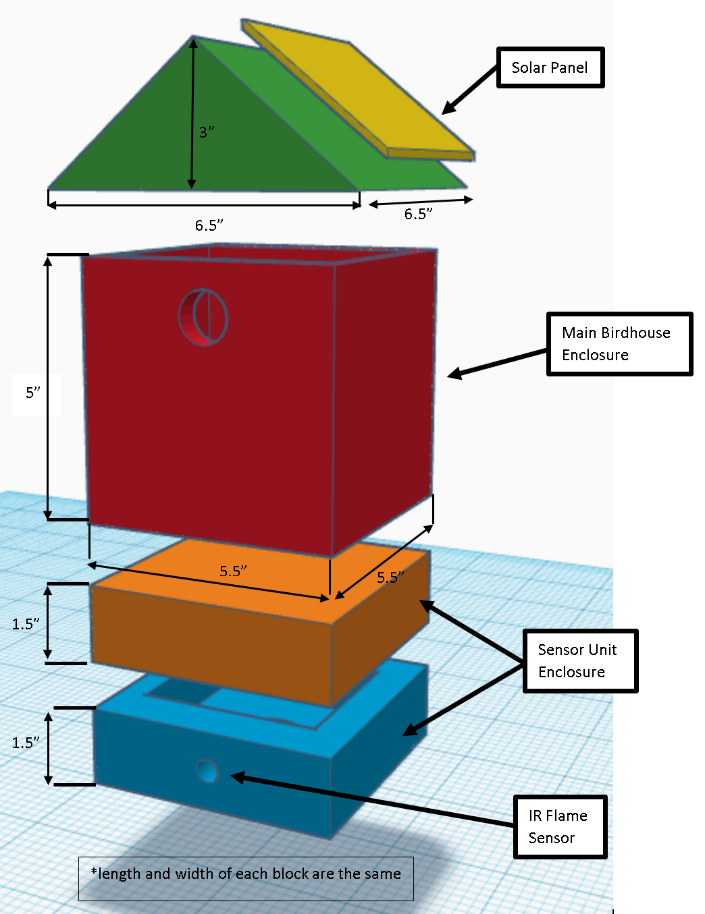 Solar Panel
3”
6.5”
6.5”
Main Birdhouse
Enclosure
5”
5.5”
5.5”
1.5”
Sensor Unit
Enclosure
1.5”
IR Flame
Sensor
*length and width of each block are the same